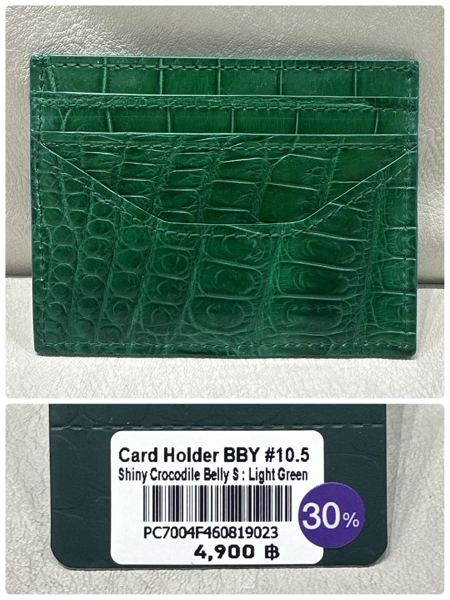 Card Holder BBY #10.5
Shiny Crocodile Belly S : Light Green
PC7004F460819023
4,900 ฿
30%